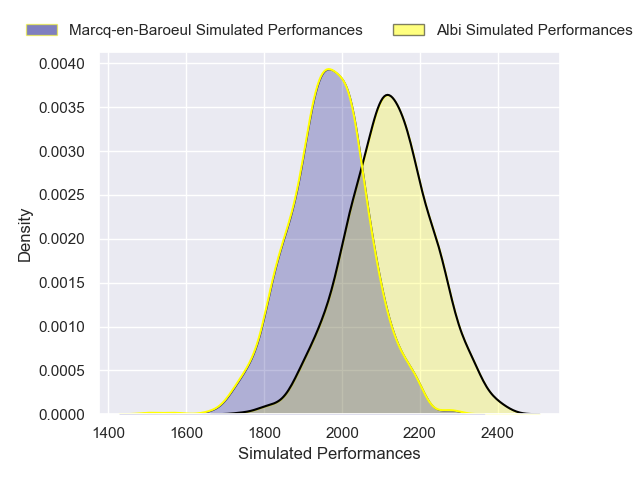 Marcq-en-Baroeul Simulated Performances Albi Simulated Performances
0.0040
0.0035
0.0030
0.0025
0.0020
0.0015
0.0010
0.0005
0.0000
Density
1400 1600 1800 2000 2200 2400
Simulated Performances